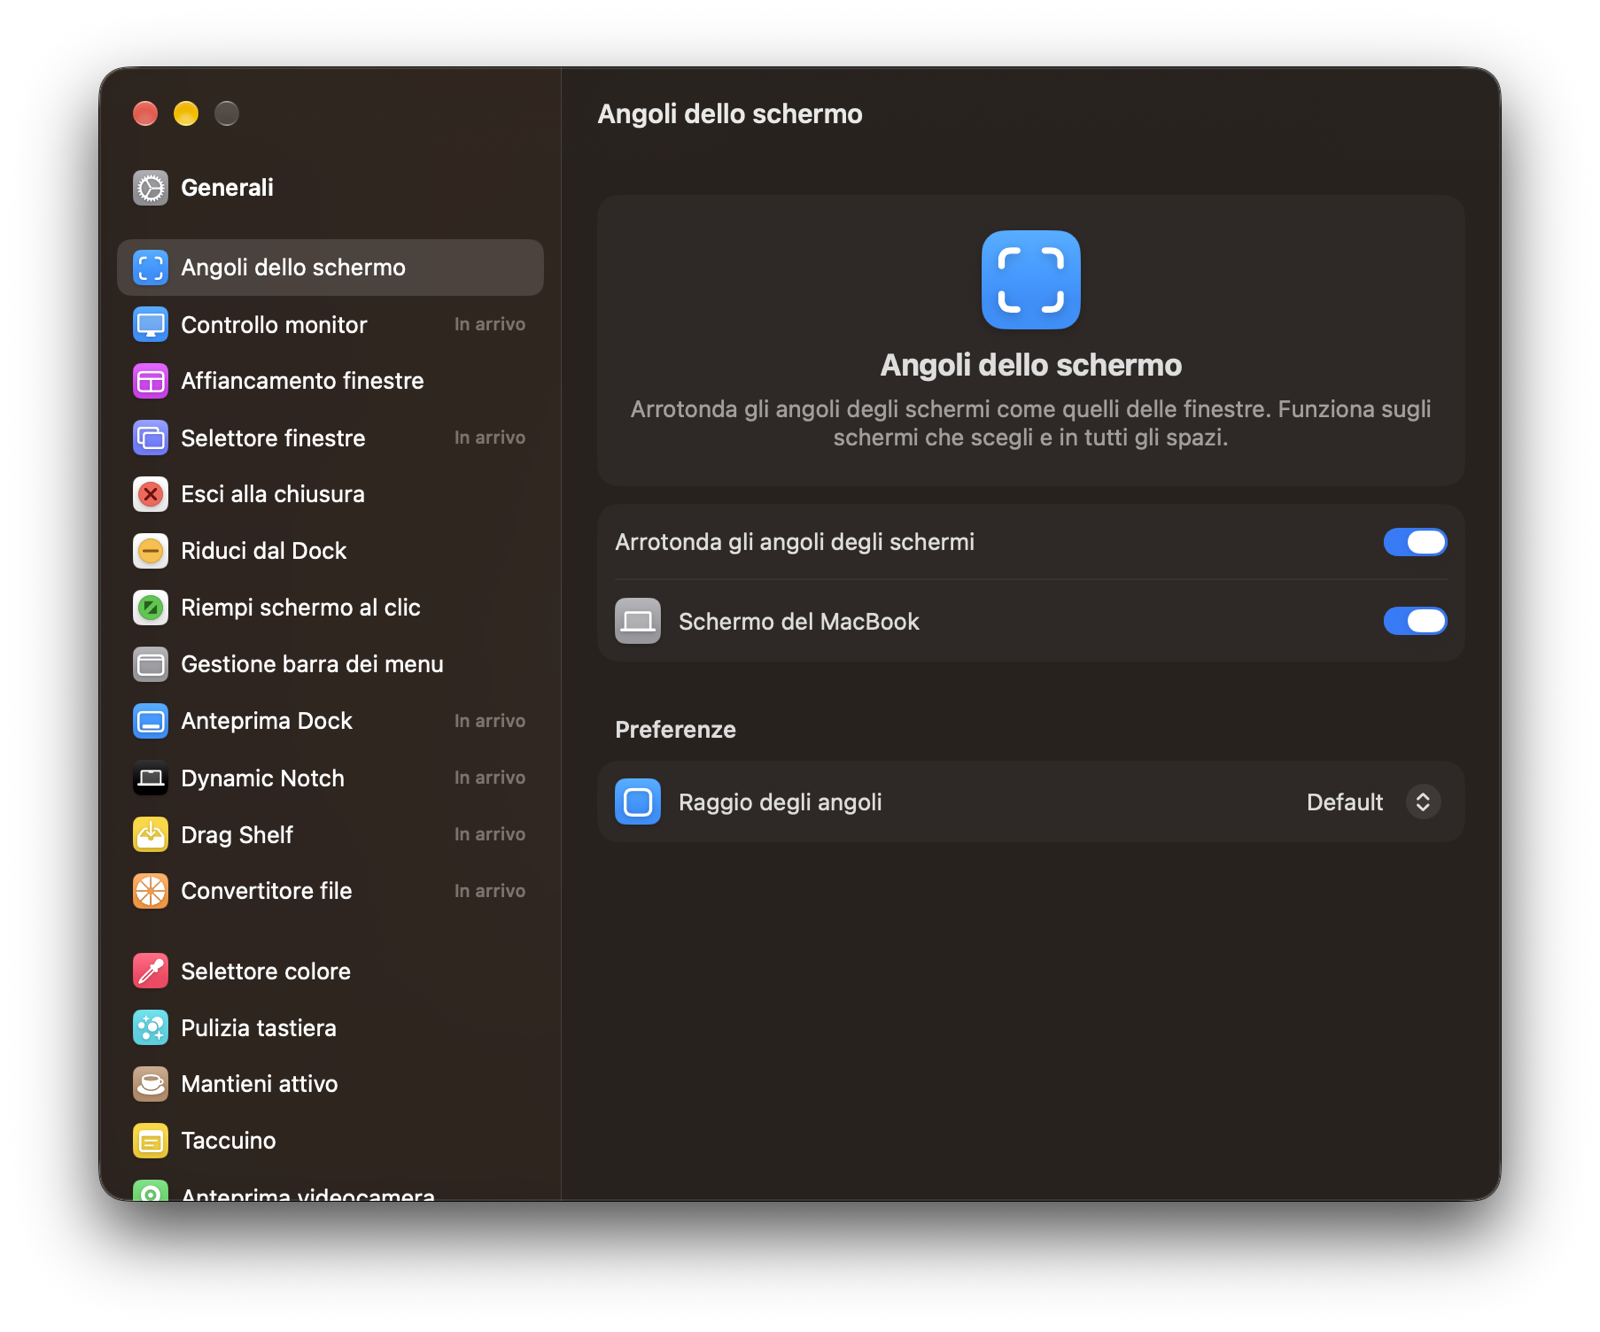 Angoli dello schermo
Generali
Angoli dello schermo
Controllo monitor In arrivo
Affiancamento finestre
Selettore finestre In arrivo
Esci alla chiusura
Riduci dal Dock
Riempi schermo al clic
Gestione barra dei menu
Anteprima Dock In arrivo
Dynamic Notch In arrivo
Drag Shelf In arrivo
Convertitore file In arrivo
Selettore colore
Pulizia tastiera
Mantieni attivo
Taccuino
Anteprima videocamera
Angoli dello schermo
Arrotonda gli angoli degli schermi come quelli delle finestre. Funziona sugli
schermi che scegli e in tutti gli spazi.
Arrotonda gli angoli degli schermi
Schermo del MacBook
Preferenze
Raggio degli angoli Default